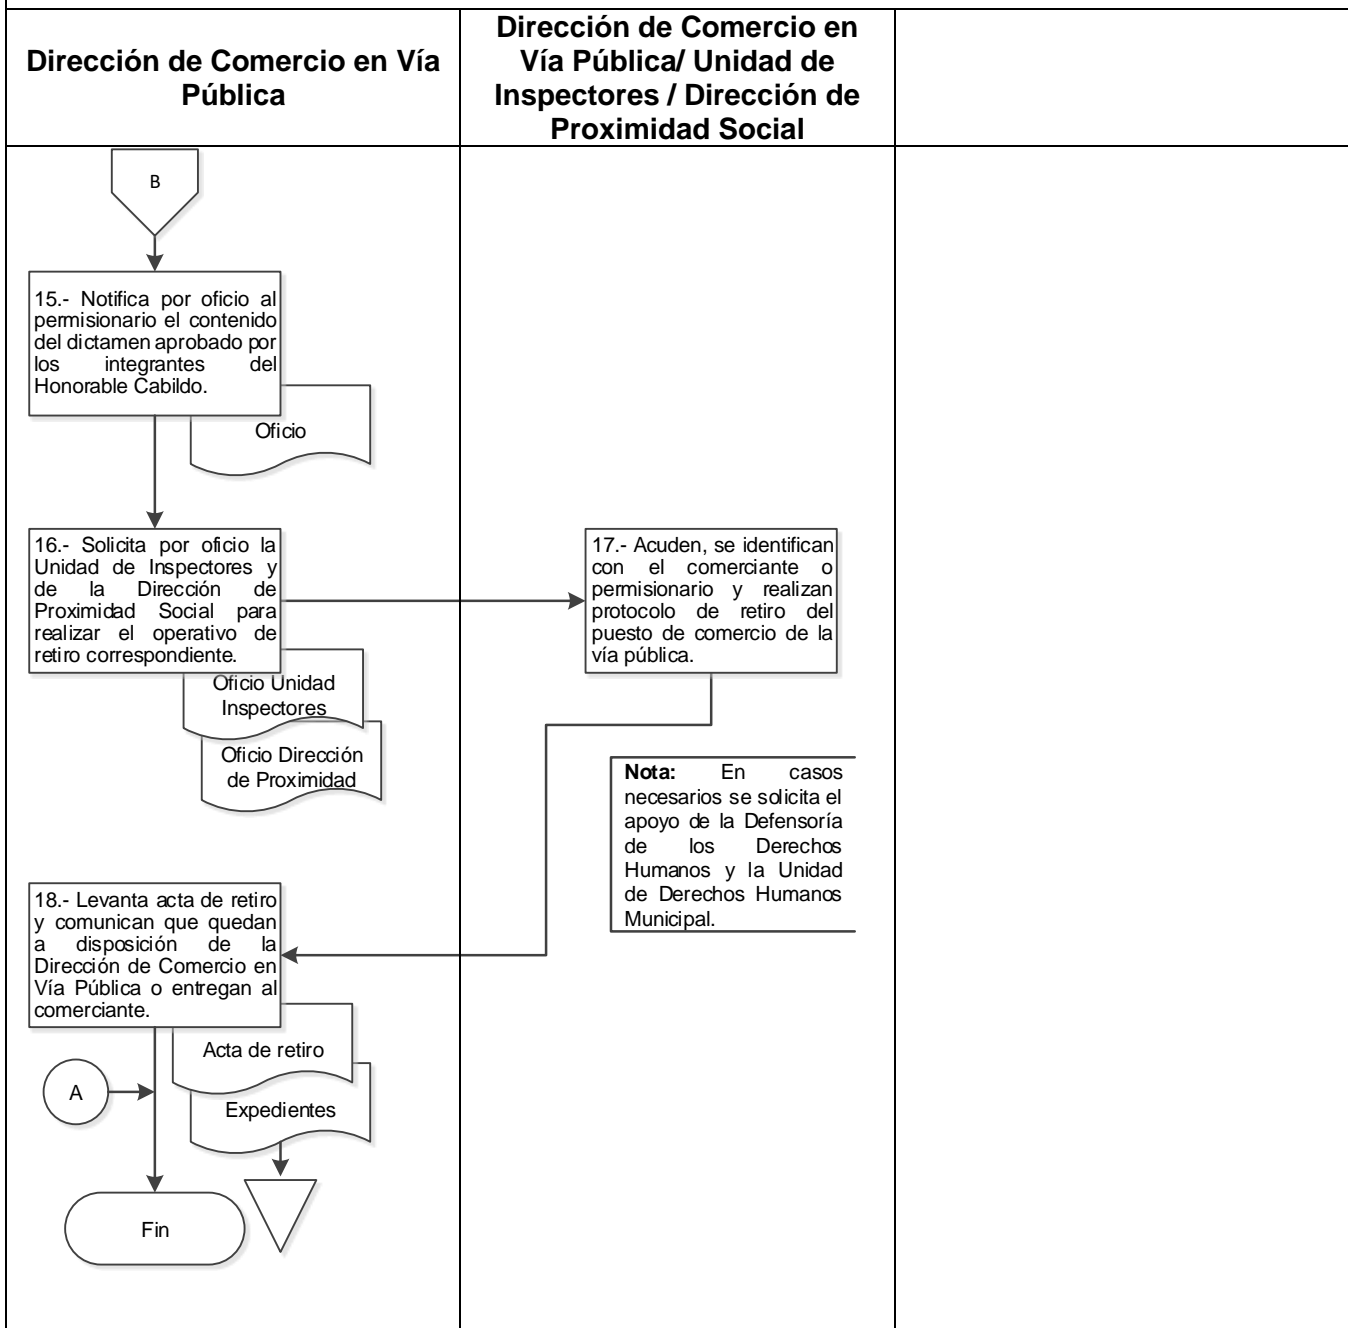 Dirección de Comercio en Vía
Pública
Dirección de Comercio en
Vía Pública/ Unidad de
Inspectores / Dirección de
Proximidad Social
B
15.- Notifica por oficio al
permisionario el contenido
del dictamen aprobado por
los integrantes del
Honorable Cabildo.
Oficio
16.- Solicita por oficio la
Unidad de Inspectores y
de la Dirección de
Proximidad Social para
realizar el operativo de
retiro correspondiente.
Oficio Unidad
Inspectores
Oficio Dirección
de Proximidad
17.- Acuden, se identifican
con el comerciante o
permisionario y realizan
protocolo de retiro del
puesto de comercio de la
vía pública.
Nota: En casos
necesarios se solicita el
apoyo de la Defensoría
de los Derechos
Humanos y la Unidad
de Derechos Humanos
Municipal.
18.- Levanta acta de retiro
y comunican que quedan
a disposición de la
Dirección de Comercio en
Vía Pública o entregan al
comerciante.
Acta de retiro
A
Expedientes
Fin